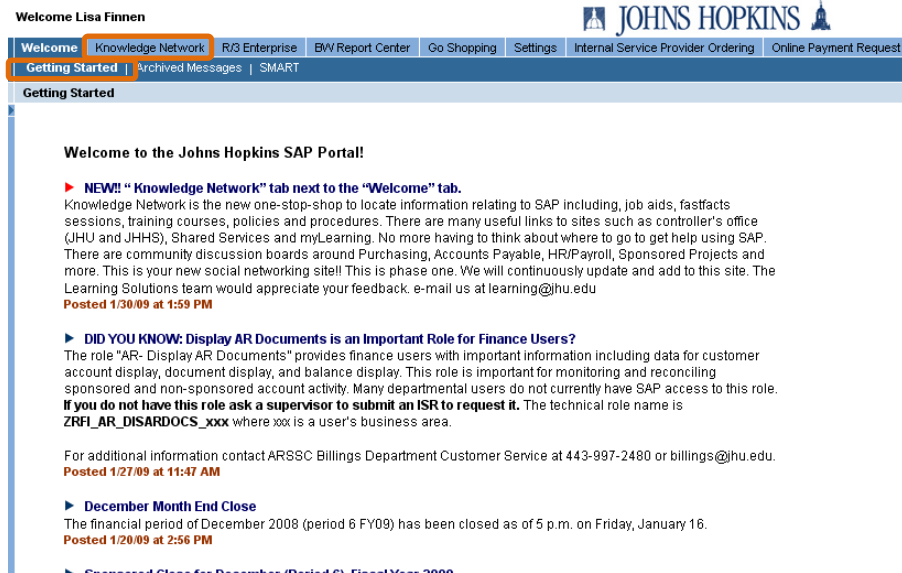 Welcome Lisa Finnen
JOHNS HOPKINS
Welcome Knowledge Network R/3 Enterprise BW Report Center Go Shopping Settings Internal Service Provider Ordering Online Payment Request
Getting Started | Archived Messages | SMART
Getting Started
Welcome to the Johns Hopkins SAP Portal!
NEW!! “ Knowledge Network” tab next to the “Welcome” tab.
Knowledge Network is the new one-stop-shop to locate information relating to SAP including, job aids, fastfacts
sessions, training courses, policies and procedures. There are many useful links to sites such as controller's office
(JHU and JHHS), Shared Services and myLearning. No more having to think about where to go to get help using SAP.
There are community discussion boards around Purchasing, Accounts Payable, HR/Payroll, Sponsored Projects and
more. This is your new social networking site!! This is phase one. We will continuously update and add to this site. The
Learning Solutions team would appreciate your feedback. e-mail us at learning@jhu.edu
Posted 1/30/09 at 1:59 PM
DID YOU KNOW: Display AR Documents is an Important Role for Finance Users?
The role "AR- Display AR Documents" provides finance users with important information including data for customer
account display, document display, and balance display. This role is important for monitoring and reconciling
sponsored and non-sponsored account activity. Many departmental users do not currently have SAP access to this role.
If you do not have this role ask a supervisor to submit an ISR to request it. The technical role name is
ZRFI_AR_DISARDOCS_xxx where xxx is a user's business area.
For additional information contact ARSSC Billings Department Customer Service at 443-997-2480 or billings@jhu.edu.
Posted 1/27/09 at 11:47 AM
December Month End Close
The financial period of December 2008 (period 6 FY09) has been closed as of 5 p.m. on Friday, January 16.
Posted 1/20/09 at 2:56 PM
Sponsored Close for December (Period 6), Fiscal Year 2009